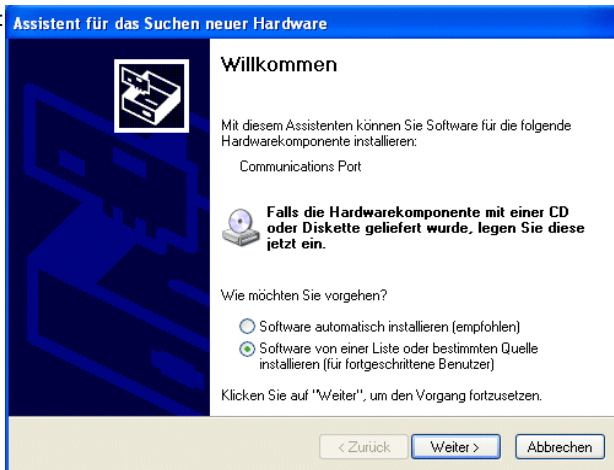 Assistent für das Suchen neuer Hardware
Willkommen
Mit diesem Assistenten können Sie Software für die folgende
Hardwarekomponente installieren:
Communications Port
Falls die Hardwarekomponente mit einer CD
oder Diskette geliefert wurde, legen Sie diese
jetzt ein.
Wie möchten Sie vorgehen?
Software automatisch installieren (empfohlen)
Software von einer Liste oder bestimmten Quelle
installieren (für fortgeschrittene Benutzer)
Klicken Sie auf "Weiter", um den Vorgang fortzusetzen.
< Zurück Weiter > Abbrechen